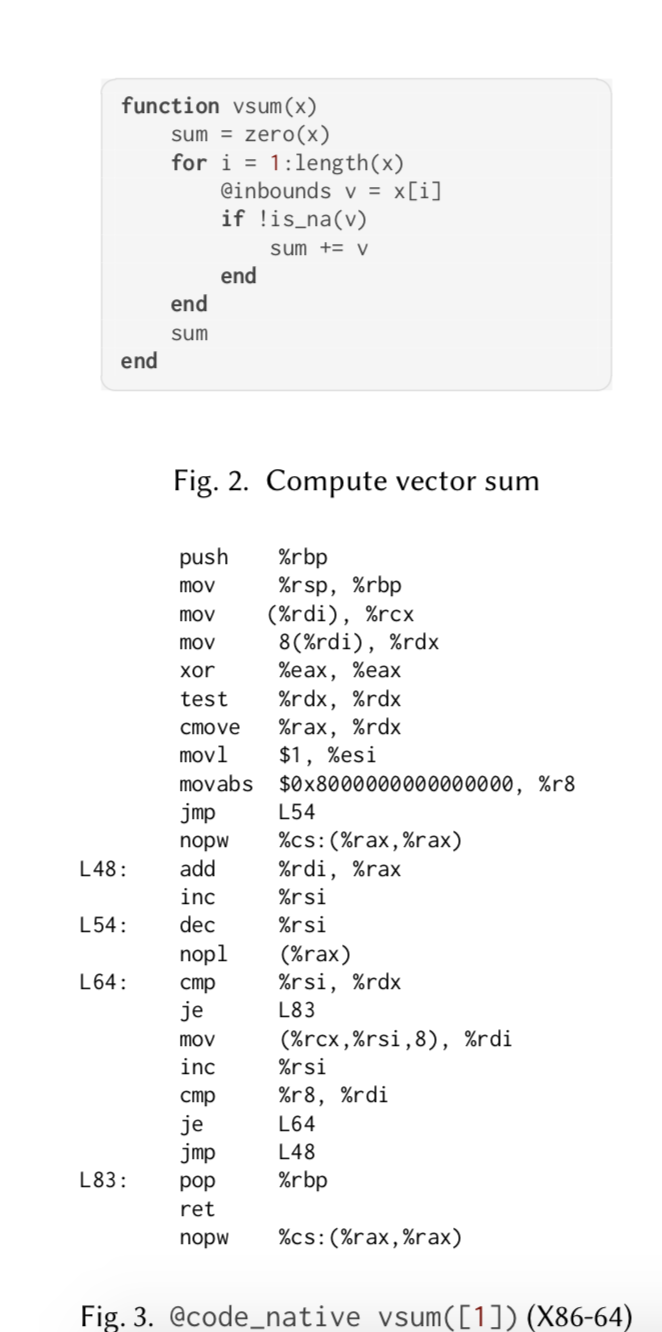 function vsum(x)
    sum = zero(x)
    for i = 1:length(x)
        @inbounds v = x[i]
        if !is_na(v)
            sum += v
        end
    end
    sum
end
Fig. 2. Compute vector sum
push %rbp
mov %rsp, %rbp
mov (%rdi), %rcx
mov 8(%rdi), %rdx
xor %eax, %eax
test %rdx, %rdx
cmove %rax, %rdx
movl $1, %esi
movabs $0x8000000000000000, %r8
jmp L54
nopw %cs:(%rax,%rax)
L48: add %rdi, %rax
inc %rsi
L54: dec %rsi
nopl (%rax)
L64: cmp %rsi, %rdx
je L83
mov (%rcx,%rsi,8), %rdi
inc %rsi
cmp %r8, %rdi
je L64
jmp L48
L83: pop %rbp
ret
nopw %cs:(%rax,%rax)
Fig. 3. @code_native vsum([1]) (X86-64)